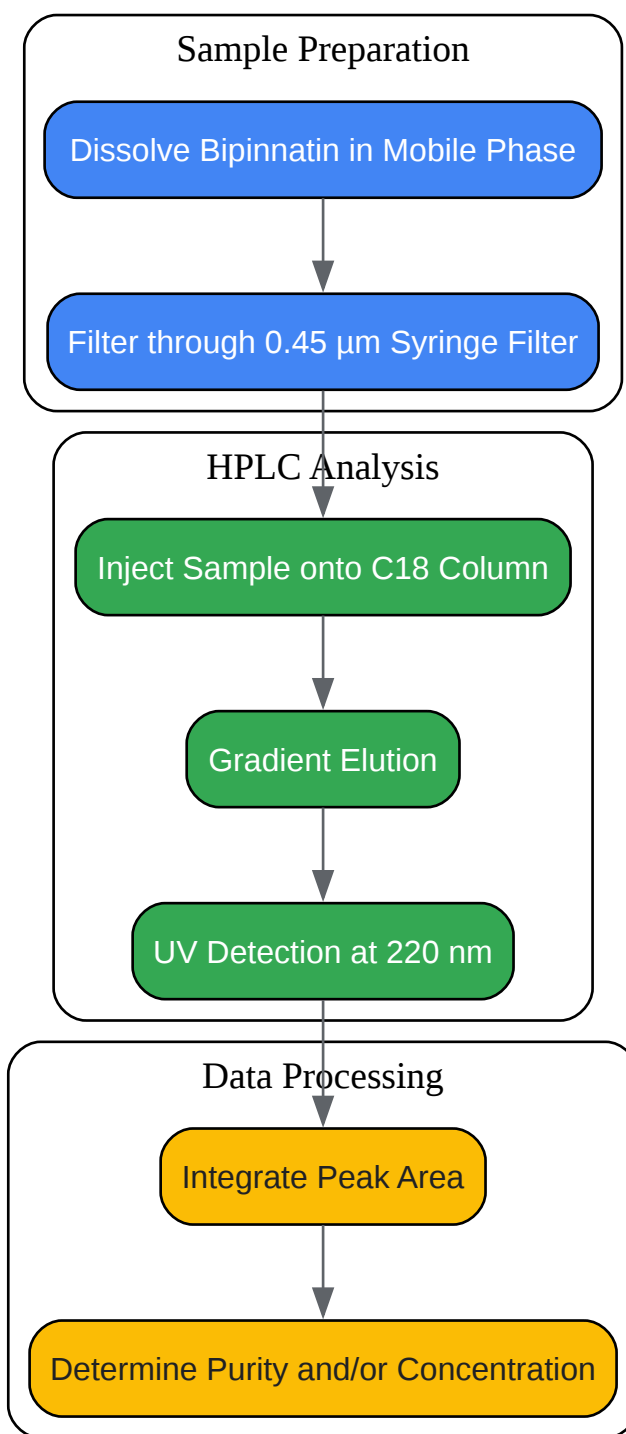 Sample Preparation
Dissolve Bipinnatin in Mobile Phase
Filter through 0.45 µm Syringe Filter
HPLC Analysis
Inject Sample onto C18 Column
Gradient Elution
UV Detection at 220 nm
Data Processing
Integrate Peak Area
Determine Purity and/or Concentration